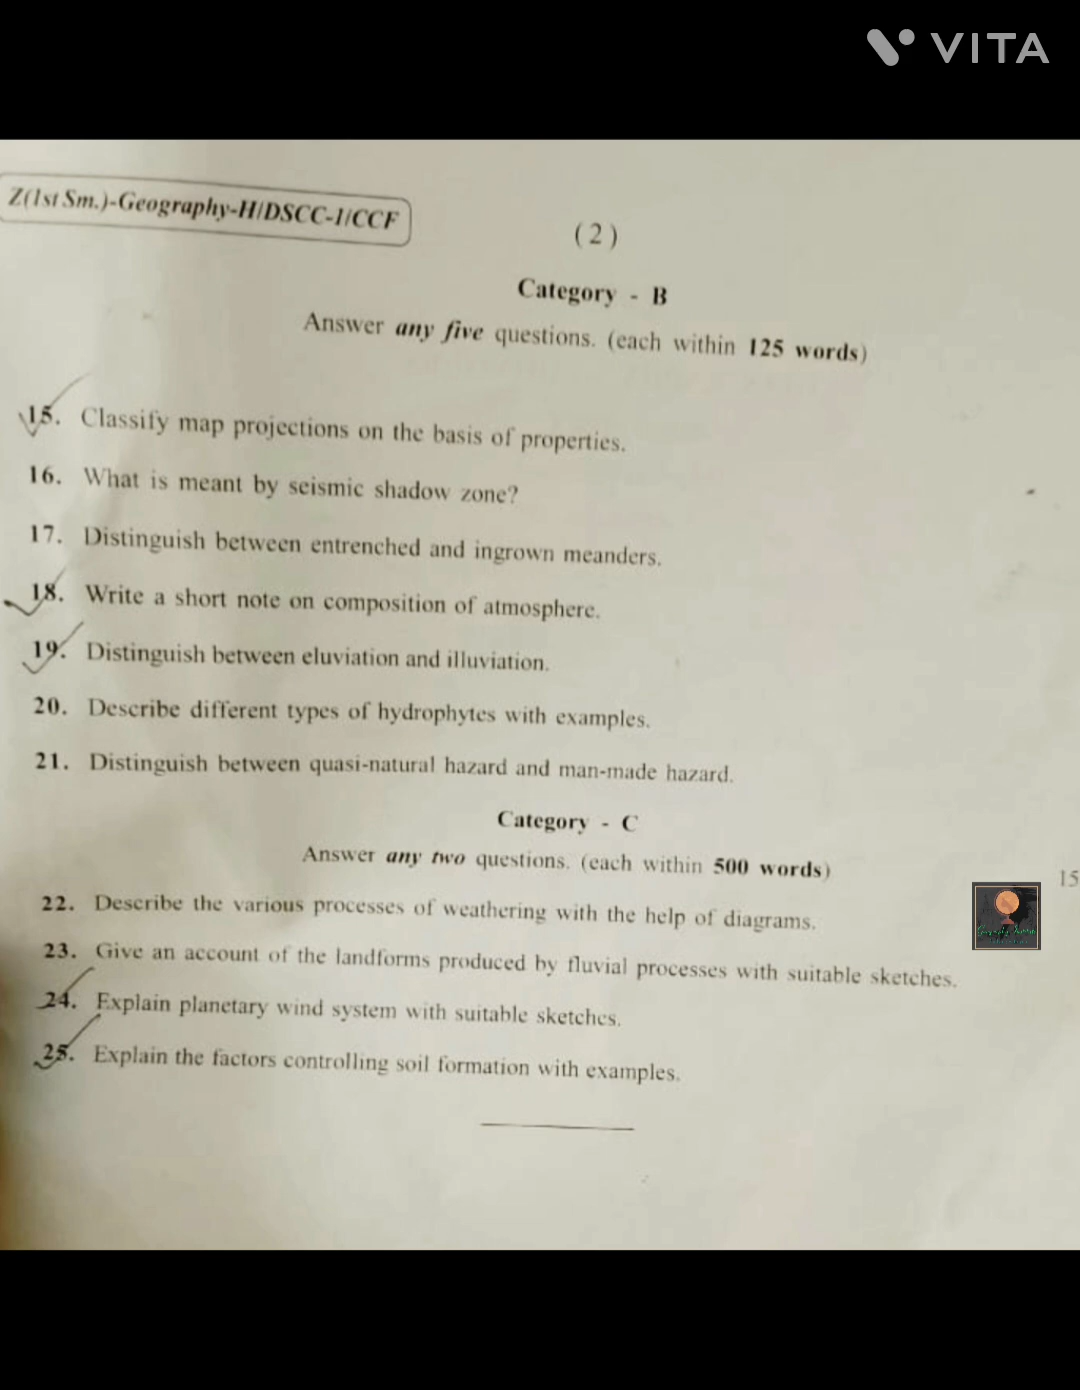 VITA
Z(1st Sm.)-Geography-H/DSCC-1/CCF
(2)
Category - B
Answer any five questions. (each within 125 words)
15. Classify map projections on the basis of properties.
16. What is meant by seismic shadow zone?
17. Distinguish between entrenched and ingrown meanders.
18. Write a short note on composition of atmosphere.
19. Distinguish between eluviation and illuviation.
20. Describe different types of hydrophytes with examples.
21. Distinguish between quasi-natural hazard and man-made hazard.
Category - C
Answer any two questions. (each within 500 words)
15
22. Describe the various processes of weathering with the help of diagrams.
23. Give an account of the landforms produced by fluvial processes with suitable sketches.
24. Explain planetary wind system with suitable sketches.
25. Explain the factors controlling soil formation with examples.